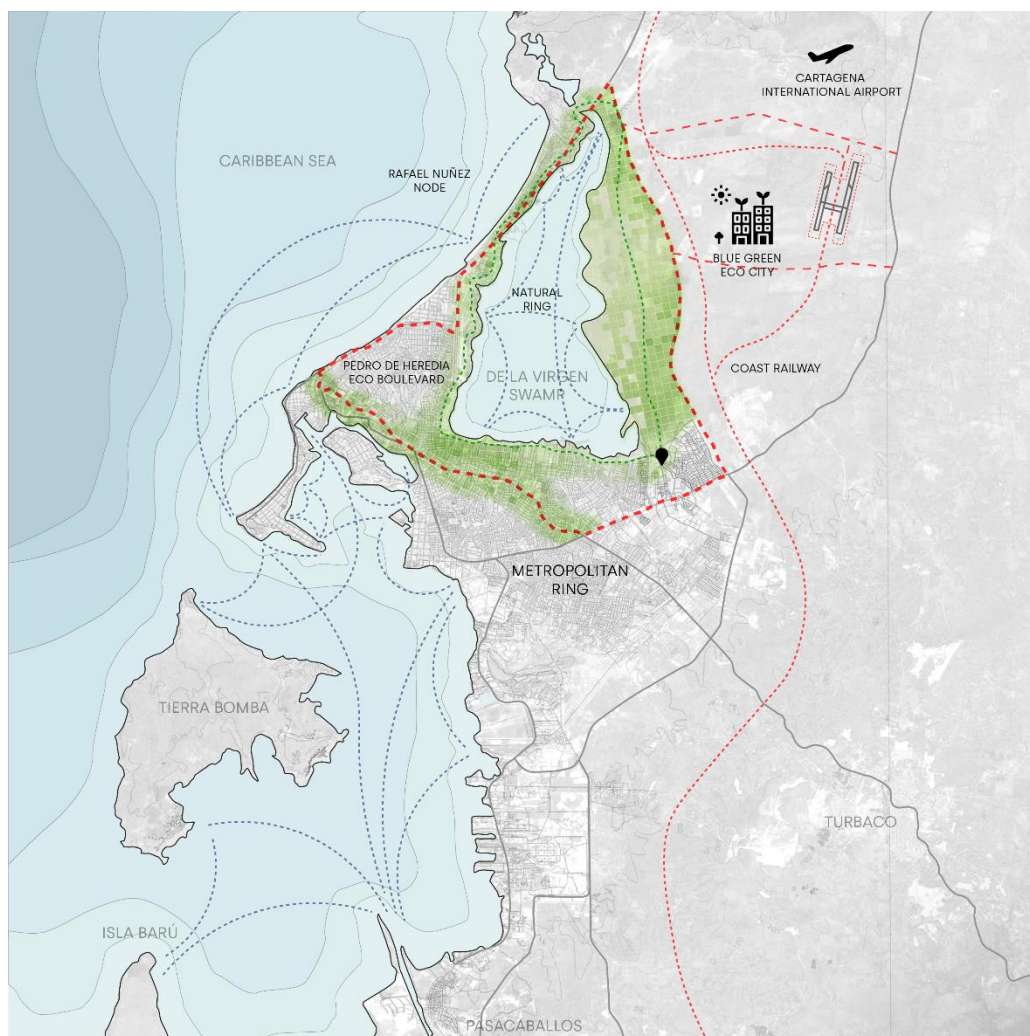 CARTAGENA
INTERNATIONAL AIRPORT
CARIBBEAN SEA
RAFAEL NUÑEZ
NODE
BLUE GREEN
ECO CITY
NATURAL
RING
PEDRO DE HEREDIA
ECO BOULEVARD
DE LA VIRGEN
SWAMP
COAST RAILWAY
METROPOLITAN
RING
TIERRA BOMBA
TURBACO
ISLA BARÚ
PASACABALLOS